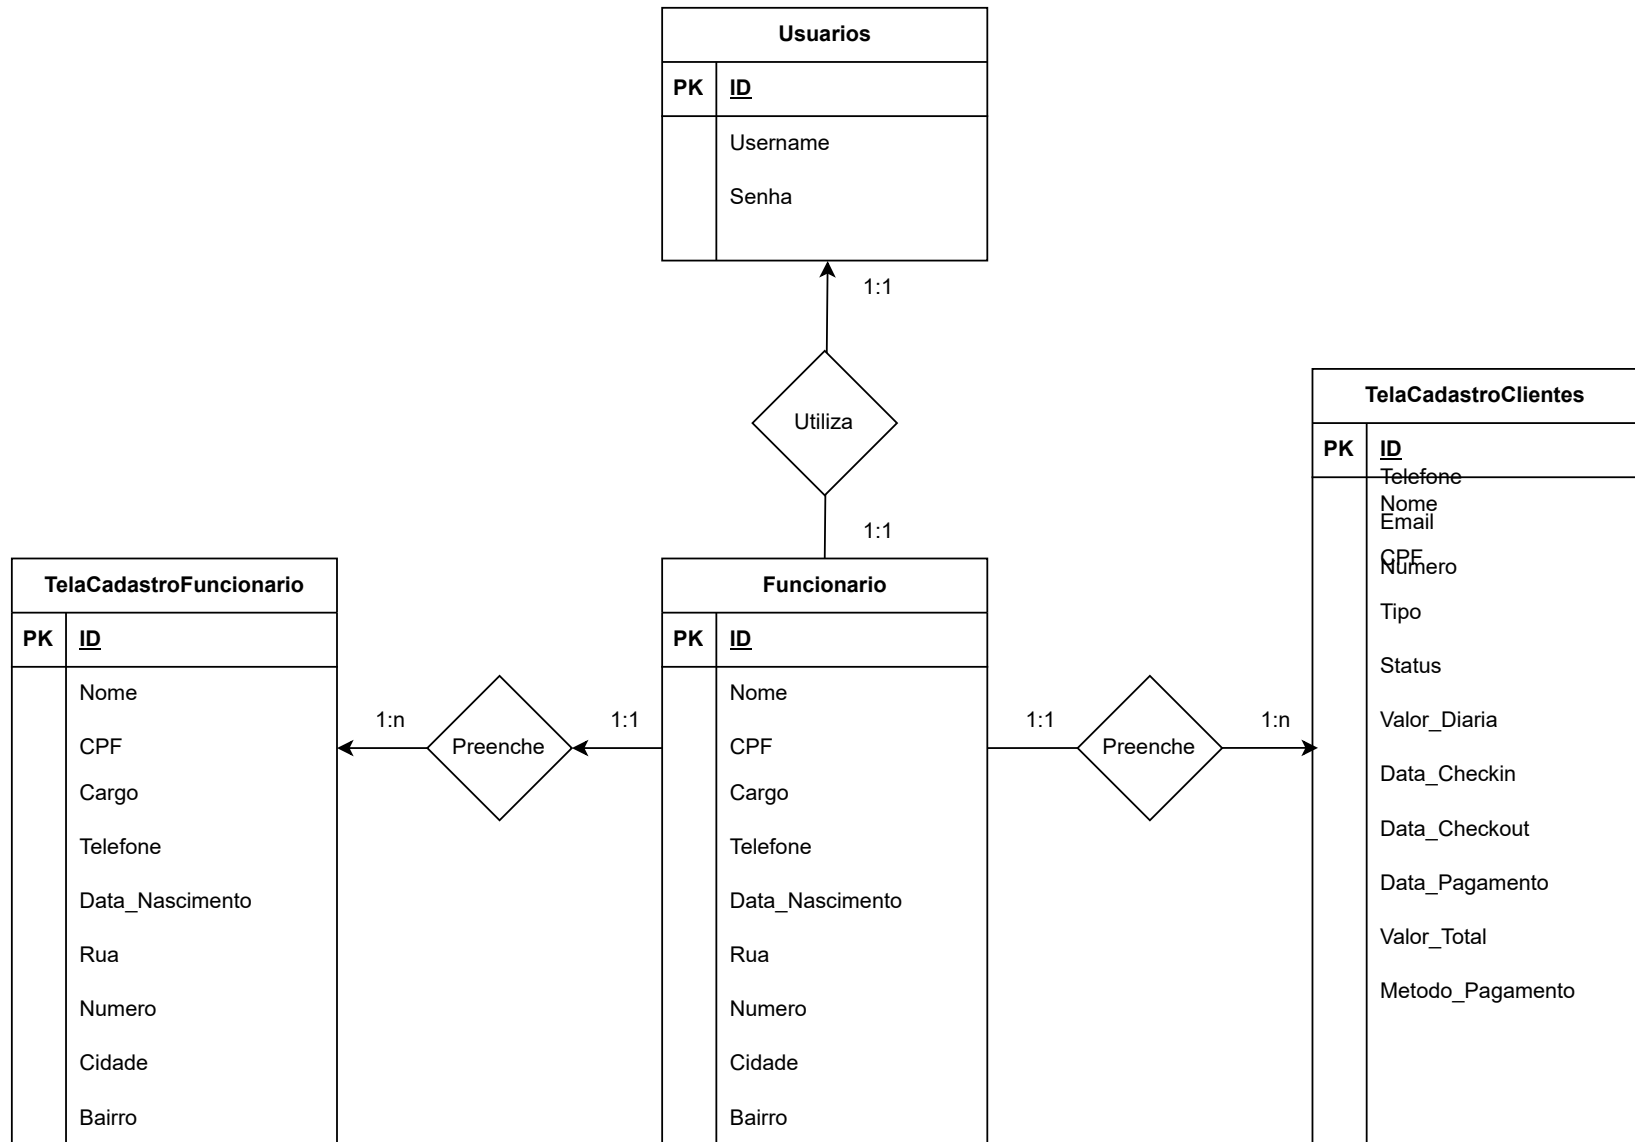 Usuarios
PK ID
Username
Senha
1:1
Utiliza
1:1
TelaCadastroClientes
PK ID
Telefone
Nome
Email
CPF
Numero
Tipo
Status
Valor_Diaria
Data_Checkin
Data_Checkout
Data_Pagamento
Valor_Total
Metodo_Pagamento
TelaCadastroFuncionario
PK ID
Nome
CPF
Cargo
Telefone
Data_Nascimento
Rua
Numero
Cidade
Bairro
1:n
Preenche
1:1
Funcionario
PK ID
Nome
CPF
Cargo
Telefone
Data_Nascimento
Rua
Numero
Cidade
Bairro
1:1
Preenche
1:n